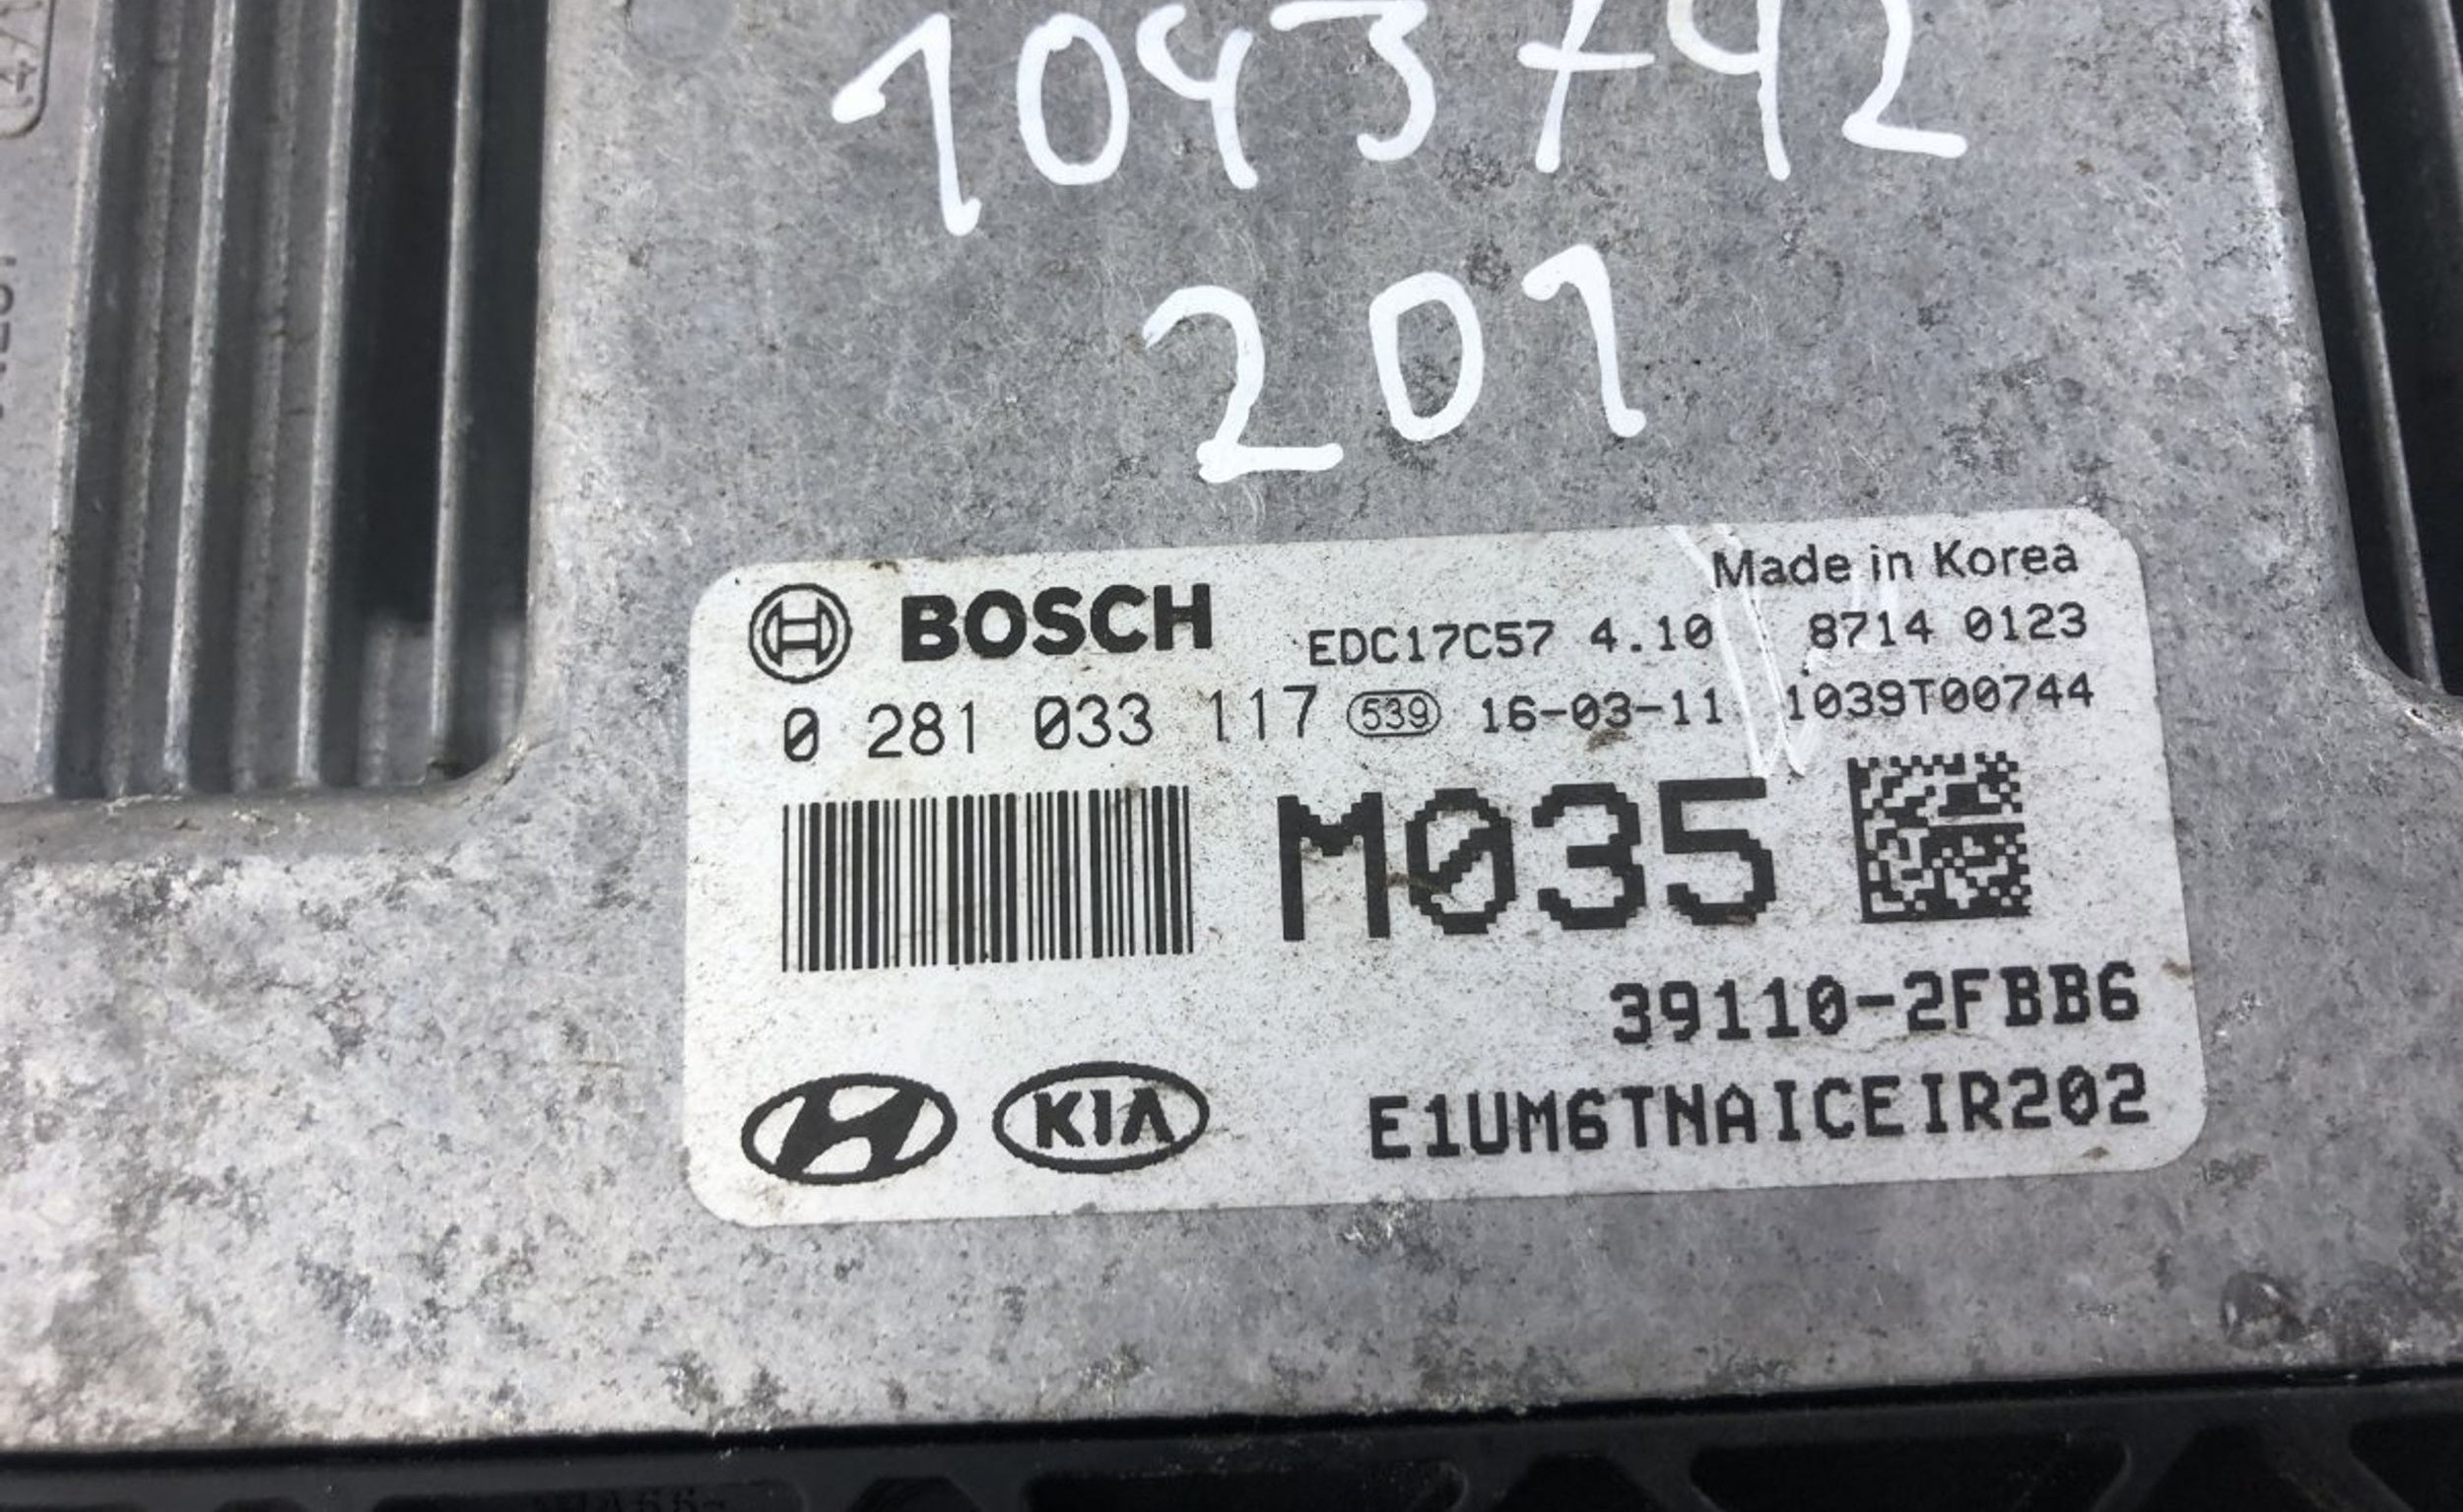 1043742
201
Made in Korea
BOSCH EDC17C57 4.10 8714 0123
0 281 033 117 539 16-03-11 1039T00744
M035
39110-2FBB6
KIA E1UM6TNAICEIR202